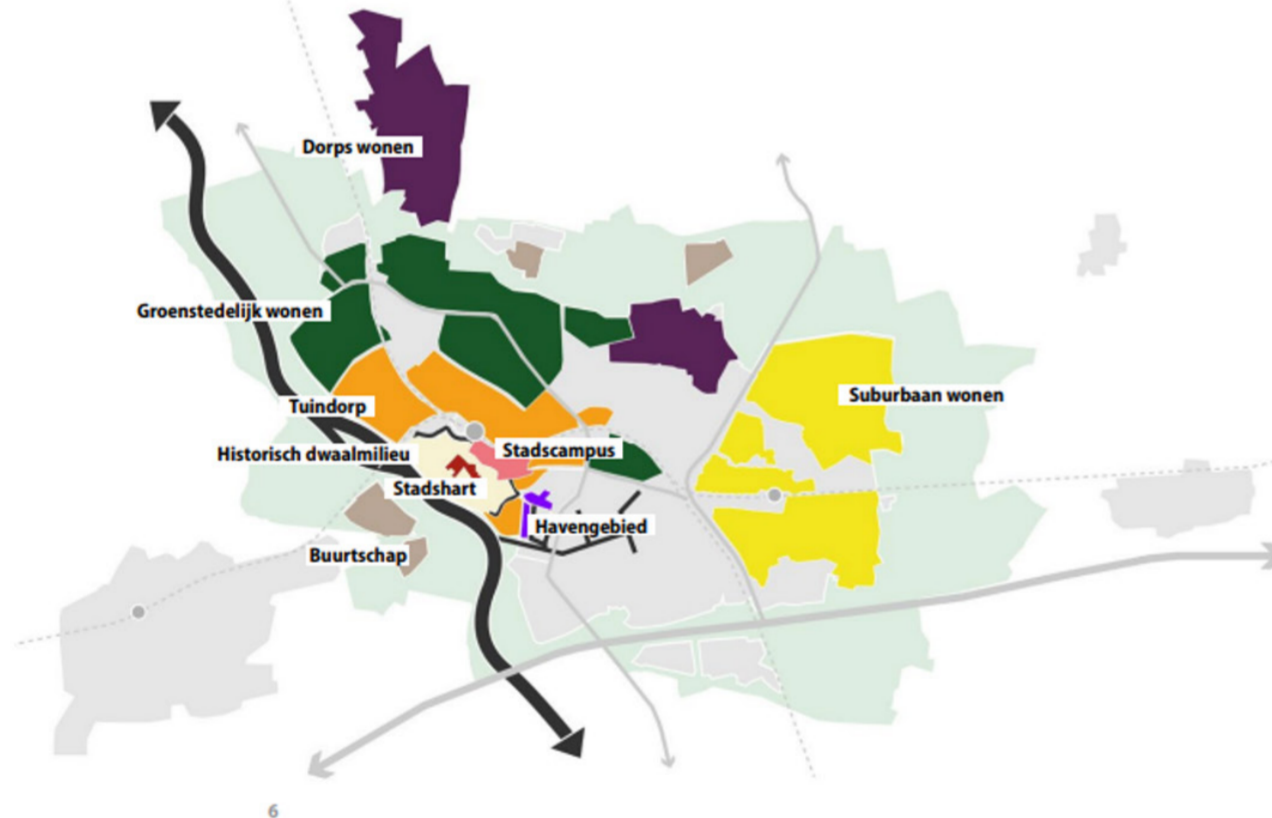 Dorps wonen
Groenstedelijk wonen
Suburbaan wonen
Tuindorp
Historisch dwaalmilieu
Stadscampus
Stadshart
Havengebied
Buurtschap
6